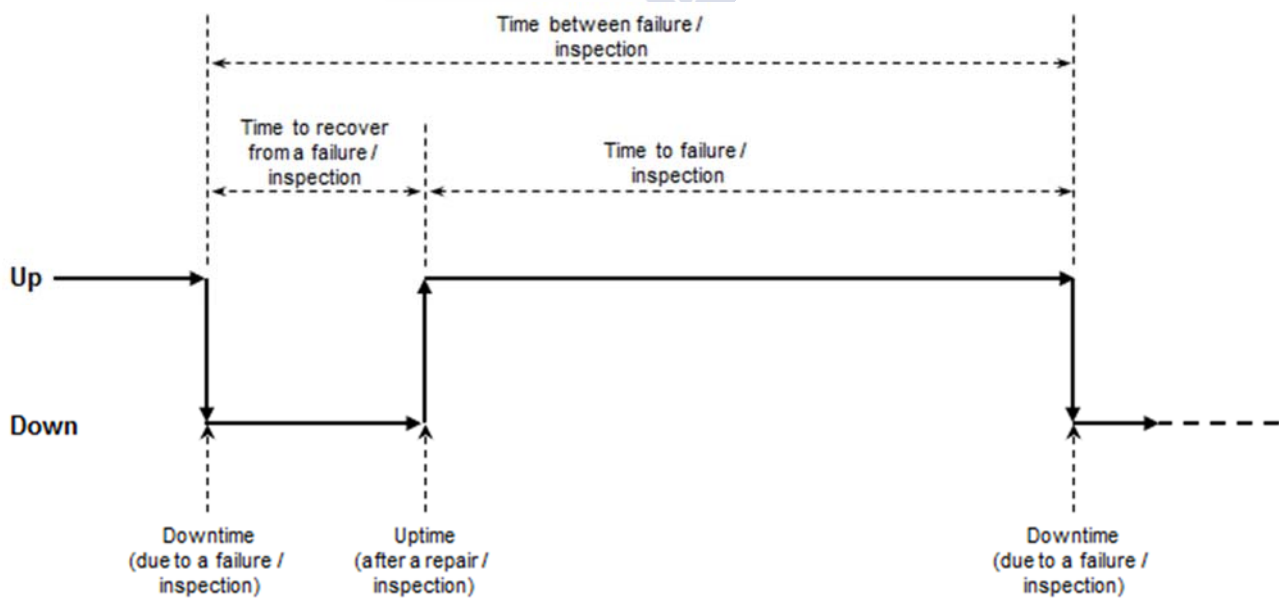 Time between failure /
inspection
Time to recover
from a failure /
inspection
Time to failure /
inspection
Up
Down
Downtime
(due to a failure /
inspection)
Uptime
(after a repair /
inspection)
Downtime
(due to a failure /
inspection)